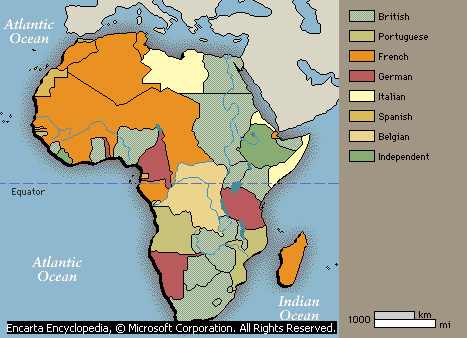 Atlantic
Ocean
Equator
Atlantic
Ocean
Indian
Ocean
Encarta Encyclopedia, © Microsoft Corporation. All Rights Reserved.
British
Portuguese
French
German
Italian
Spanish
Belgian
Independent
1000
km
mi